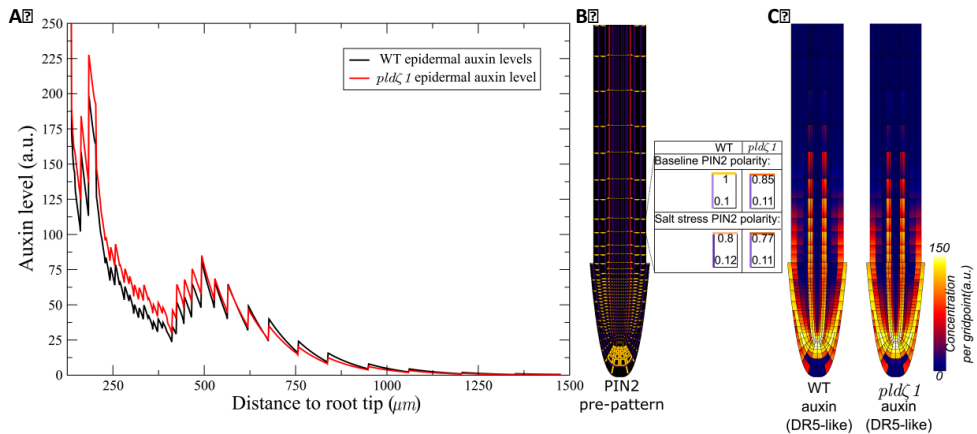 A
WT epidermal auxin levels
pldζ 1 epidermal auxin level
250
225
200
175
150
125
100
75
50
25
0
Auxin level (a.u.)
250
500
750
1000
1250
1500
Distance to root tip (μm)
B
WT pldζ 1
Baseline PIN2 polarity:
1 0.85
0.1 0.11
Salt stress PIN2 polarity:
0.8 0.77
0.12 0.11
PIN2
pre-pattern
C
150
0
Concentration
per gridpoint(a.u.)
WT
auxin
(DR5-like)
pldζ 1
auxin
(DR5-like)